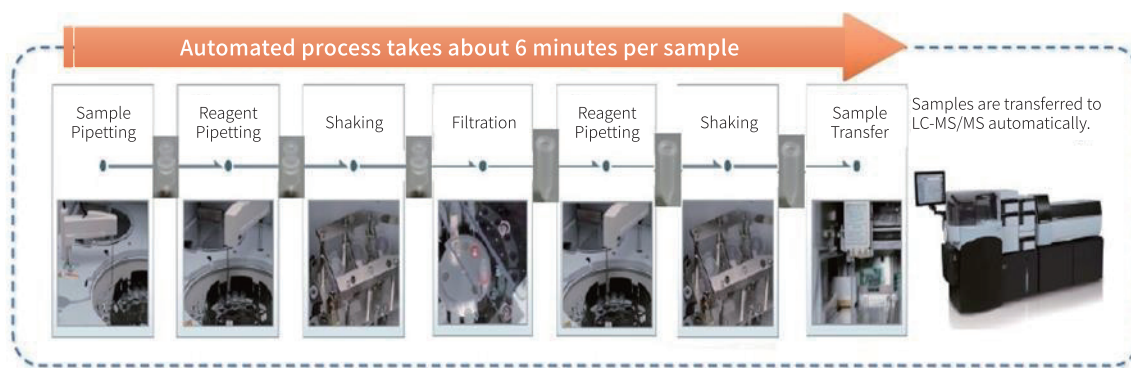 Automated process takes about 6 minutes per sample
Sample
Pipetting
Reagent
Pipetting
Shaking
Filtration
Reagent
Pipetting
Shaking
Sample
Transfer
Samples are transferred to
LC-MS/MS automatically.